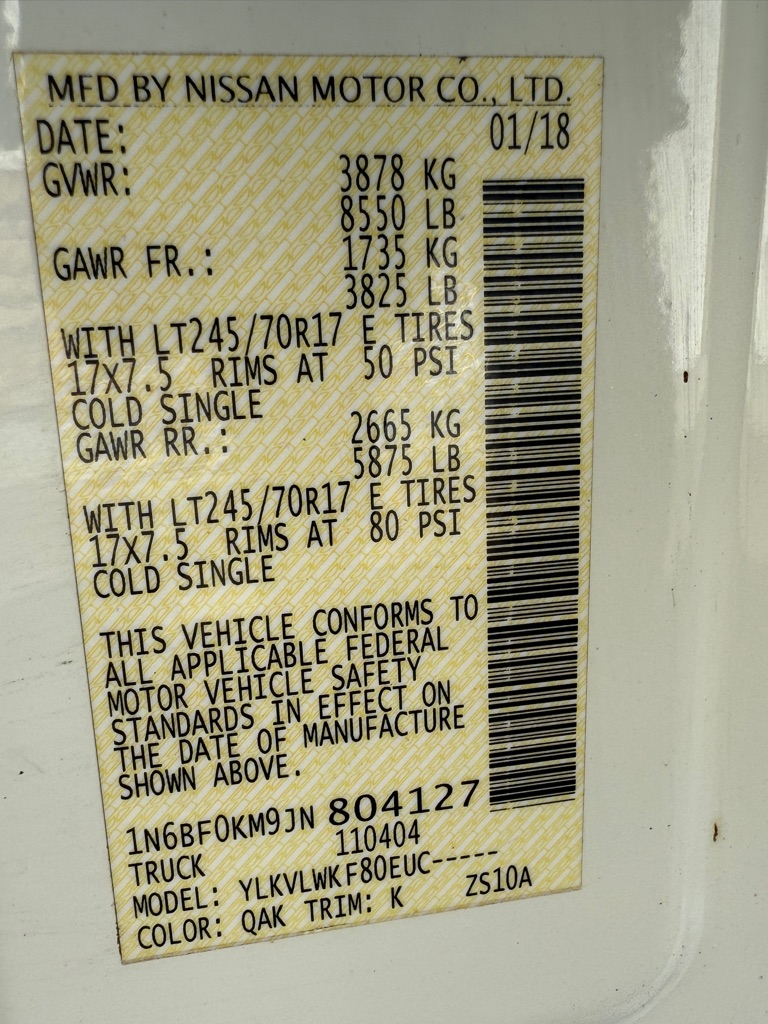 MFD BY NISSAN MOTOR CO., LTD.
DATE: 01/18
GVWR: 3878 KG
8550 LB
GAWR FR.: 1735 KG
3825 LB
WITH LT245/70R17 E TIRES
17X7.5 RIMS AT 50 PSI
COLD SINGLE
GAWR RR.: 2665 KG
5875 LB
WITH LT245/70R17 E TIRES
17X7.5 RIMS AT 80 PSI
COLD SINGLE
THIS VEHICLE CONFORMS TO
ALL APPLICABLE FEDERAL
MOTOR VEHICLE SAFETY
STANDARDS IN EFFECT ON
THE DATE OF MANUFACTURE
SHOWN ABOVE.
1N6BF0KM9JN 804127
TRUCK 110404
MODEL: YLKVLWKF80EUC-----
COLOR: QAK TRIM: K ZS10A